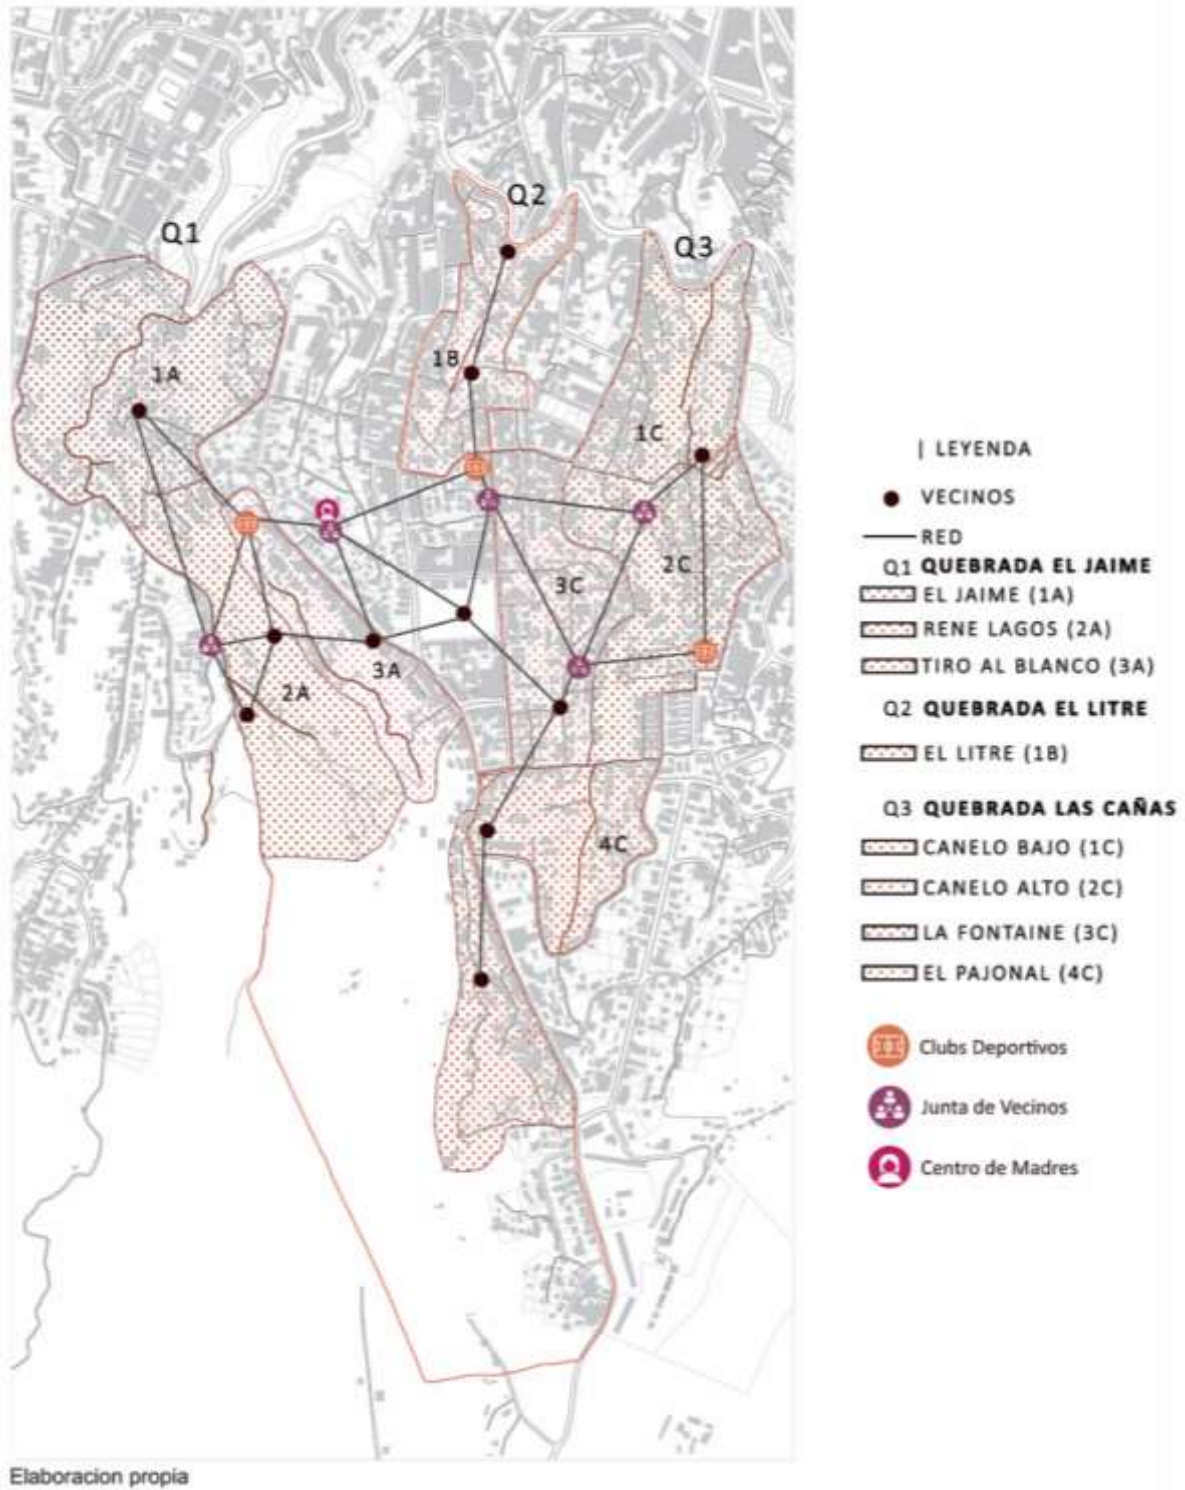 Q2
Q1
Q3
1B
1A
1C
2C
3C
3A
2A
4C
| LEYENDA
VECINOS
RED
Q1 QUEBRADA EL JAIME
EL JAIME (1A)
RENE LAGOS (2A)
TIRO AL BLANCO (3A)
Q2 QUEBRADA EL LITRE
EL LITRE (1B)
Q3 QUEBRADA LAS CAÑAS
CANELO BAJO (1C)
CANELO ALTO (2C)
LA FONTAINE (3C)
EL PAJONAL (4C)
Clubs Deportivos
Junta de Vecinos
Centro de Madres
Elaboracion propia